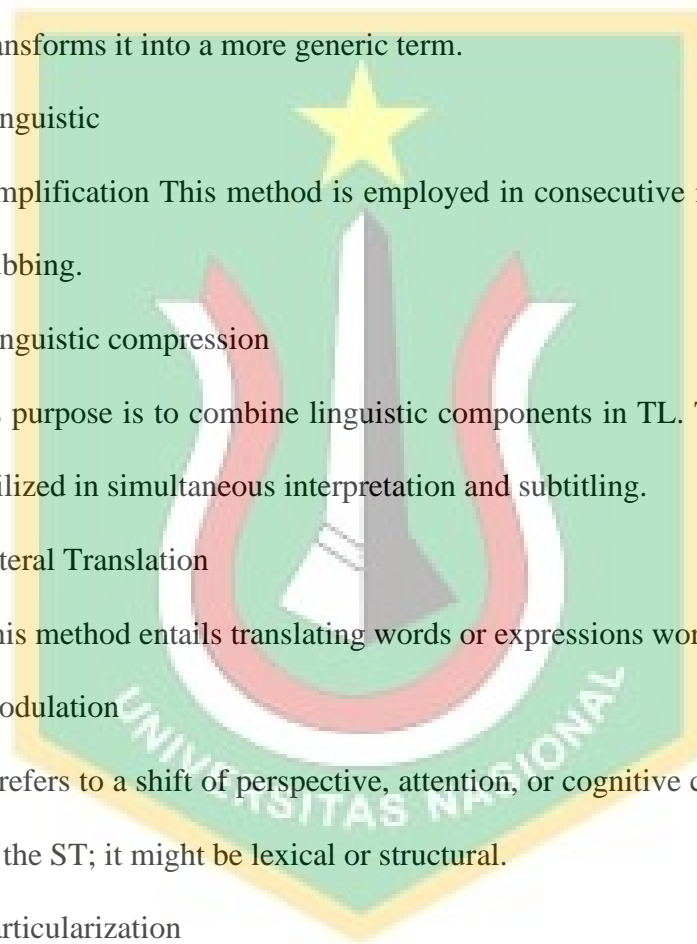 ansforms it into a more generic term.
nguistic
mplification This method is employed in consecutive
ubbing.
nguistic compression
s purpose is to combine linguistic components in TL.
ilized in simultaneous interpretation and subtitling.
teral Translation
his method entails translating words or expressions
odulation
refers to a shift of perspective, attention, or cognitive
the ST; it might be lexical or structural.
articularization
UNIVERSITAS NASIONAL